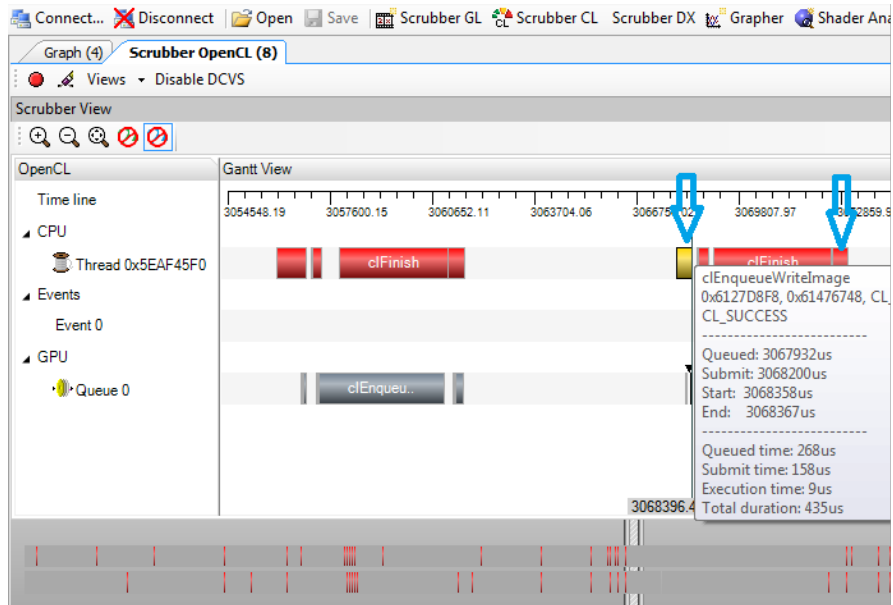 Connect... Disconnect Open Save Scrubber GL Scrubber CL Scrubber DX Grapher Shader Ana
Graph (4) Scrubber OpenCL (8)
Views Disable DCVS
Scrubber View
OpenCL Gantt View
Time line
3054548.19 3057600.15 3060652.11 3063704.06 3069807.97
CPU
Thread 0x5EAF45F0 clFinish clFinish
Events
Event 0
GPU
Queue 0 clEnqueu..
clEnqueueWriteImage
0x6127D8F8, 0x61476748, CL_
CL_SUCCESS
----------------------------
Queued: 3067932us
Submit: 3068200us
Start: 3068358us
End: 3068367us
----------------------------
Queued time: 268us
Submit time: 158us
Execution time: 9us
Total duration: 435us
3068396.4